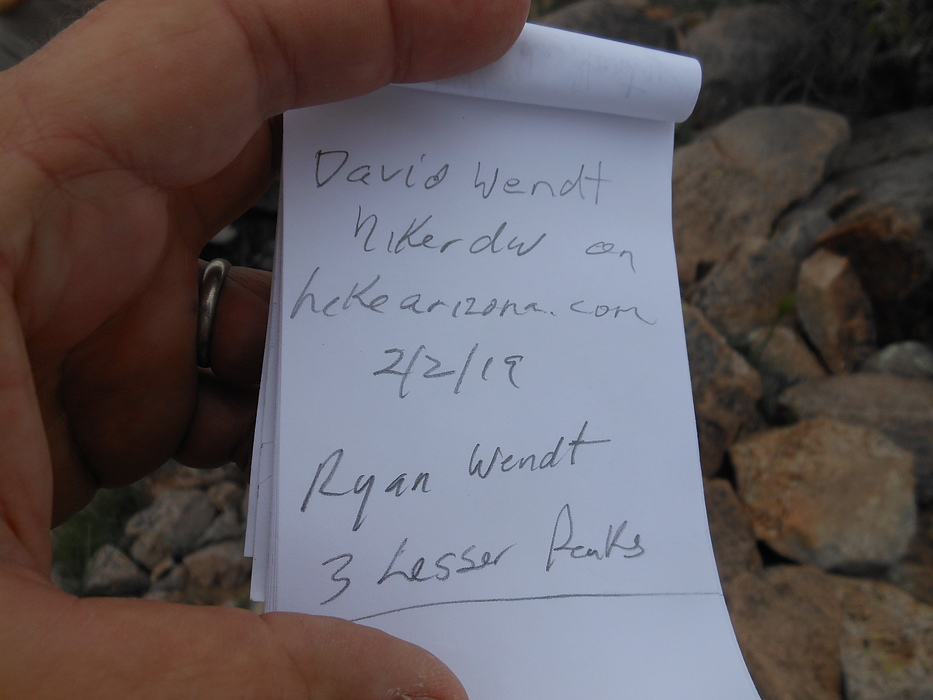 David Wendt
hikerdw on
hikearizona.com
2/2/19
Ryan Wendt
3 Lesser Peaks